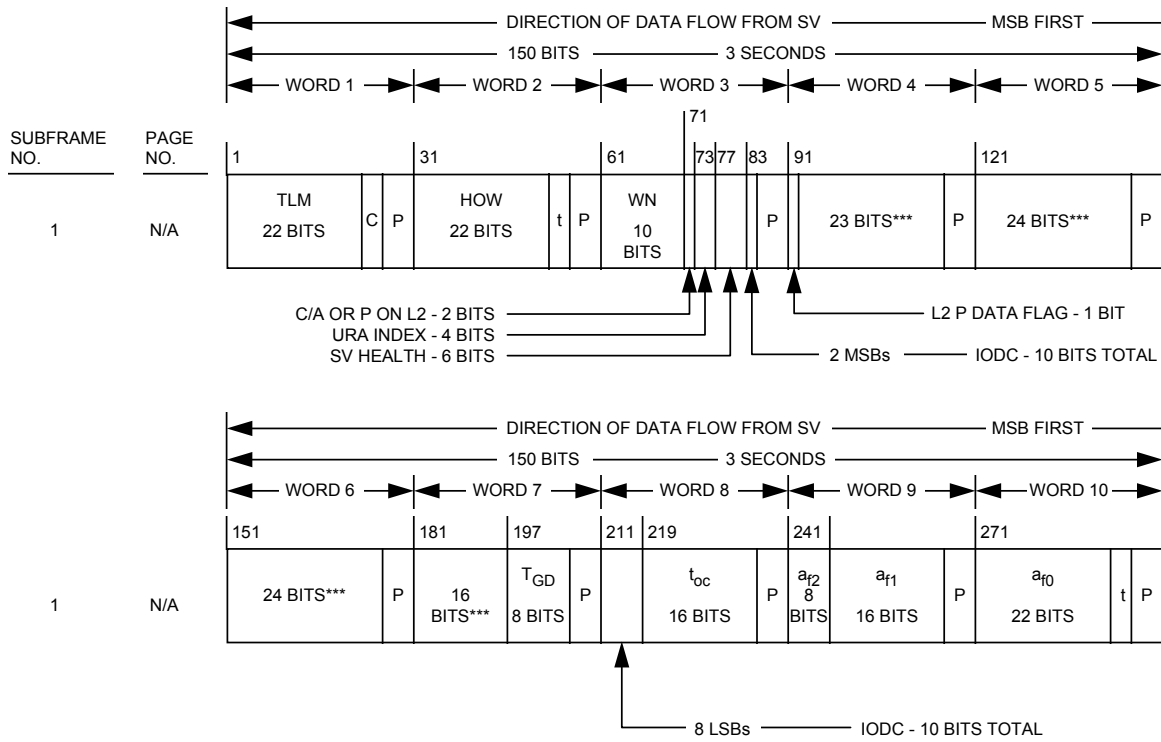 DIRECTION OF DATA FLOW FROM SV MSB FIRST
150 BITS 3 SECONDS
WORD 1 WORD 2 WORD 3 WORD 4 WORD 5
SUBFRAME NO. PAGE NO.
71
1 31 61 73 77 83 91 121
1 N/A
TLM 22 BITS C P
HOW 22 BITS t P
WN 10 BITS P
23 BITS*** P
24 BITS*** P
C/A OR P ON L2 - 2 BITS
URA INDEX - 4 BITS
SV HEALTH - 6 BITS
L2 P DATA FLAG - 1 BIT
2 MSBs IODC - 10 BITS TOTAL
DIRECTION OF DATA FLOW FROM SV MSB FIRST
150 BITS 3 SECONDS
WORD 6 WORD 7 WORD 8 WORD 9 WORD 10
151 181 197 211 219 241 271
1 N/A
24 BITS*** P
16 BITS***
TGD 8 BITS P
toc 16 BITS P
af2 8 BITS
af1 16 BITS P
af0 22 BITS t P
8 LSBs IODC - 10 BITS TOTAL